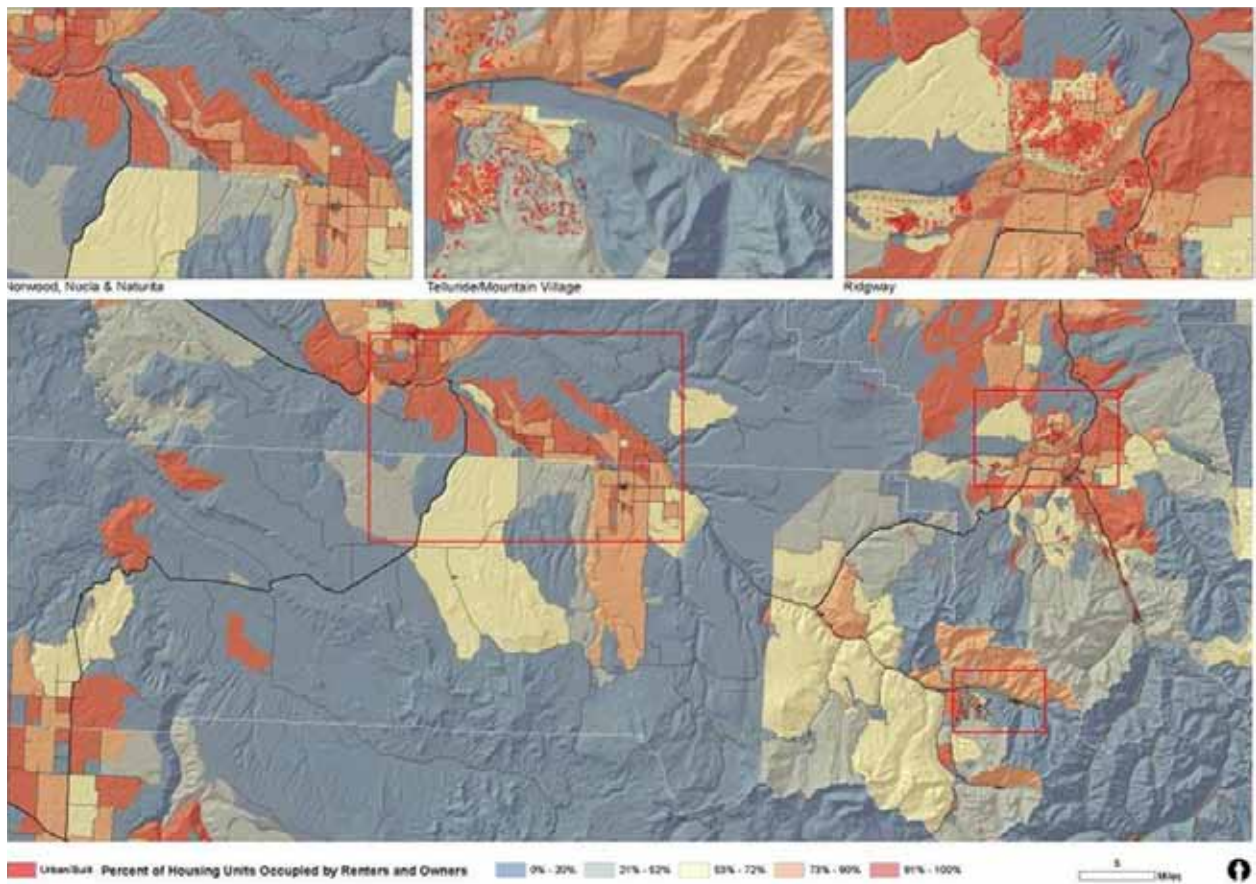 Norwood, Nucla & Naturita
Telluride/Mountain Village
Ridgway
Urban/Built Percent of Housing Units Occupied by Renters and Owners 0% - 20% 21% - 52% 53% - 72% 73% - 90% 91% - 100% 5 Miles